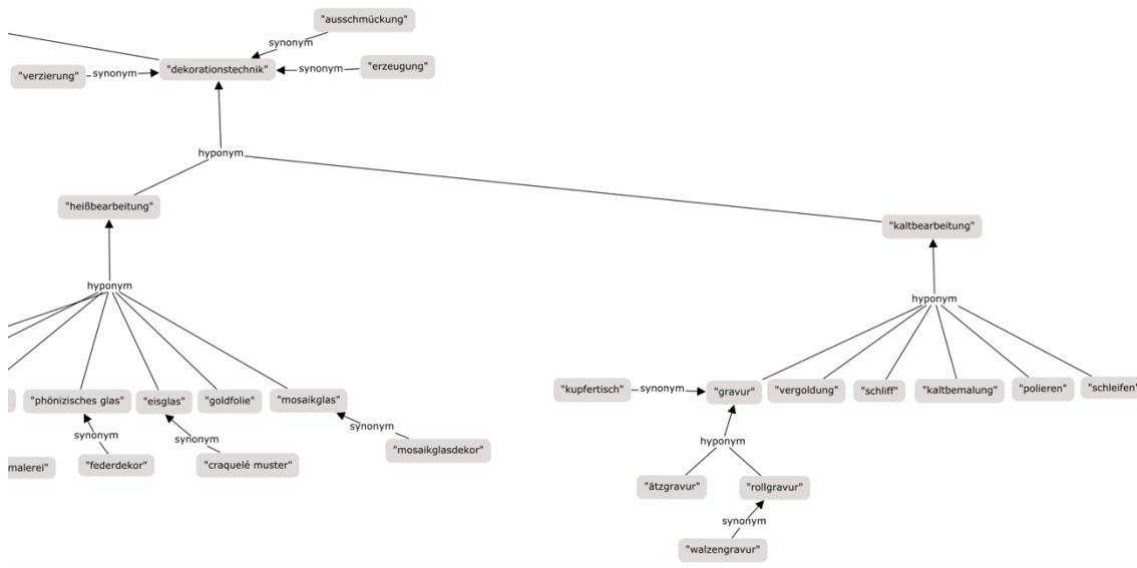 "ausschmückung"
synonym
"verzierung"
synonym
"dekorationstechnik"
synonym
"erzeugung"
hyponym
"heißbearbeitung"
"kaltbearbeitung"
hyponym
hyponym
"phönizisches glas"
"eisglas"
"goldfolie"
"mosaikglas"
"kupfertisch"
synonym
"gravur"
"vergoldung"
"schliff"
"kaltbemalung"
"polieren"
"schleifen"
synonym
synonym
synonym
"mosaikglasdekor"
hyponym
malerei"
"federdekor"
"craquelé muster"
"ätzgravur"
"rollgravur"
synonym
"walzengravur"